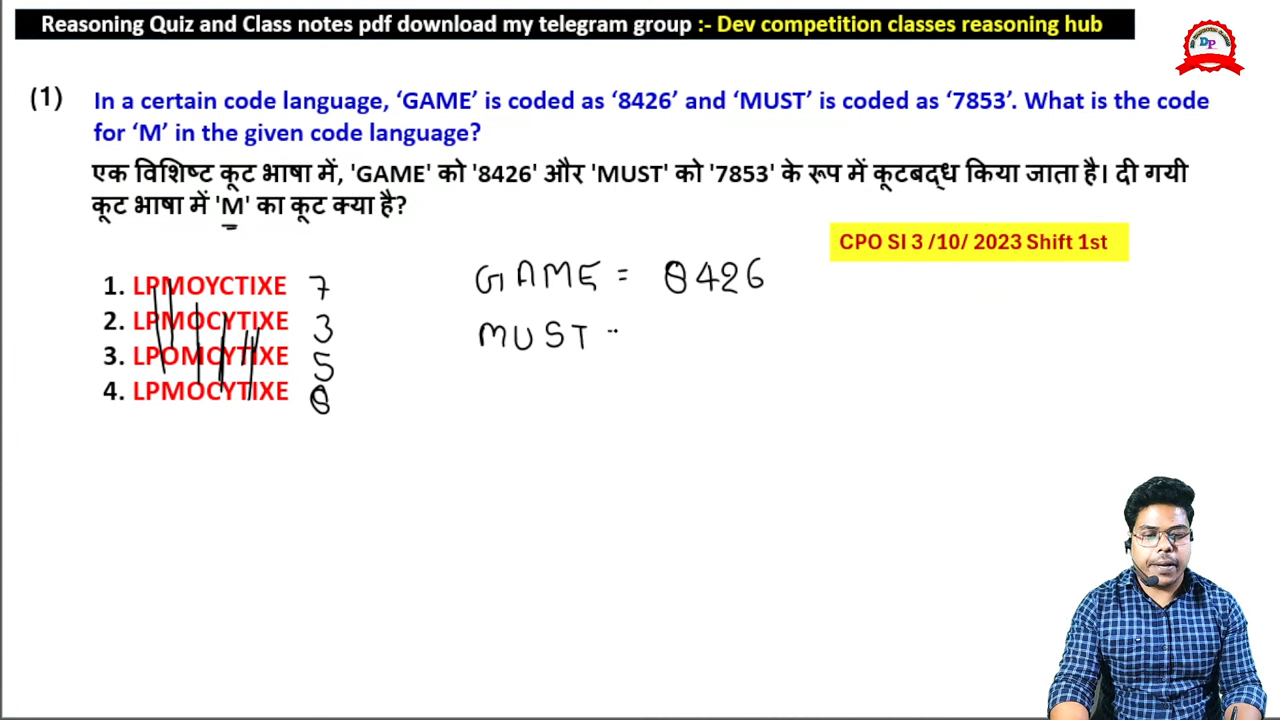 Reasoning Quiz and Class notes pdf download my telegram group :- Dev competition classes reasoning hub
DP
(1) In a certain code language, ‘GAME’ is coded as ‘8426’ and ‘MUST’ is coded as ‘7853’. What is the code
for ‘M’ in the given code language?
एक विशिष्ट कूट भाषा में, 'GAME' को '8426' और 'MUST' को '7853' के रूप में कूटबद्ध किया जाता है। दी गयी
कूट भाषा में 'M' का कूट क्या है?
CPO SI 3 /10/ 2023 Shift 1st
1. LPMOYCTIXE 7
2. LPMOCYTIXE 3
3. LPOMCYTIXE 5
4. LPMOCYTIXE 8
GAME = 8426
MUST